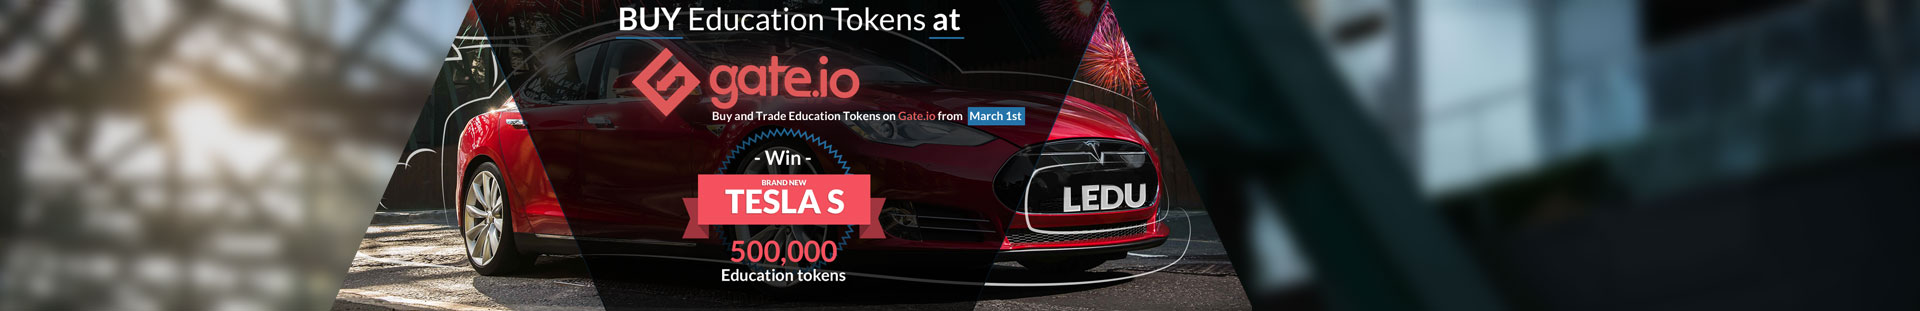 BUY Education Tokens at
gate.io
Buy and Trade Education Tokens on Gate.io from March 1st
- Win -
BRAND NEW
TESLA S
LEDU
500,000
Education tokens